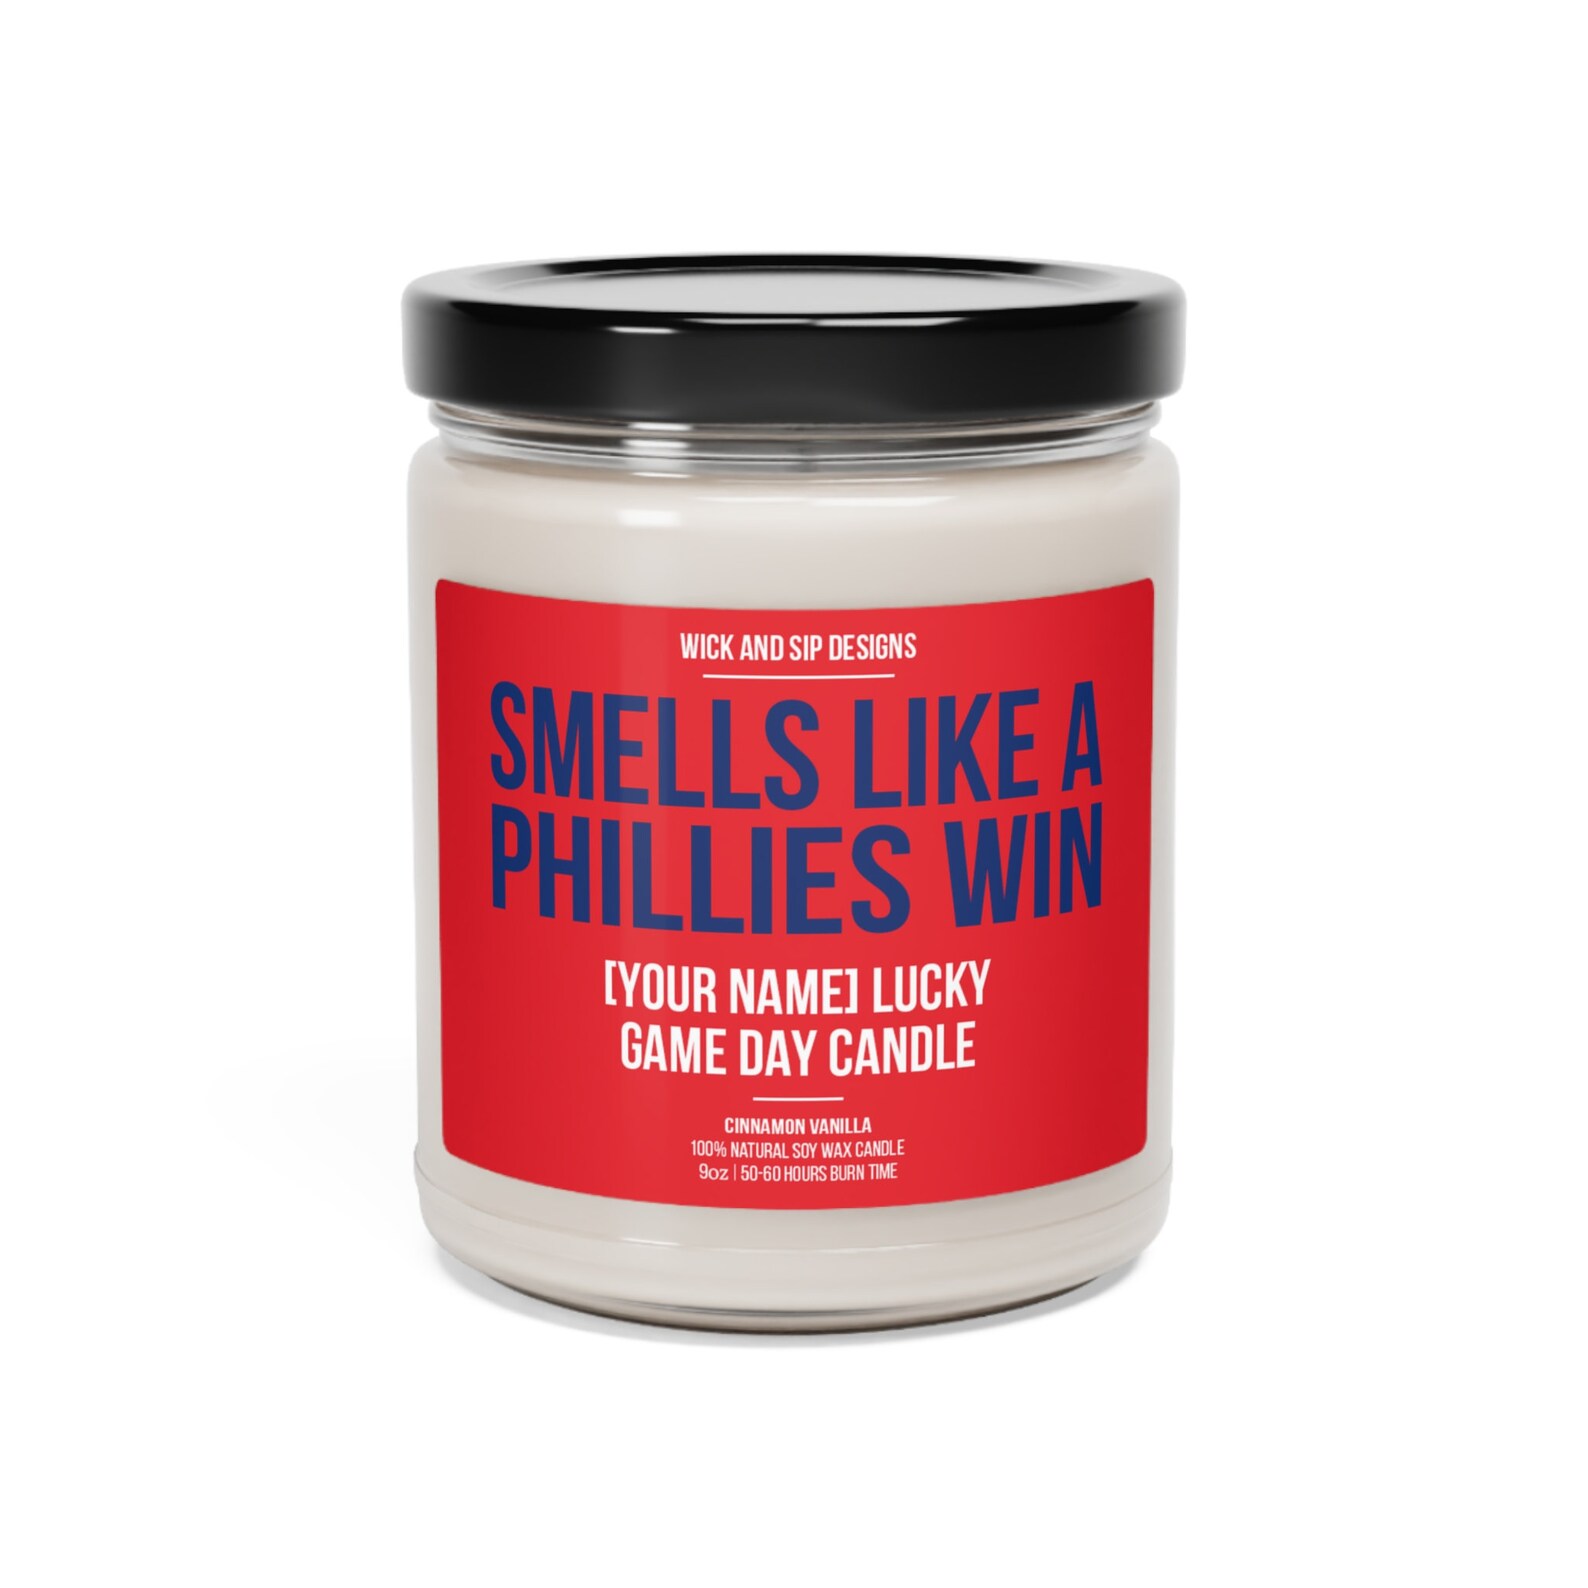 WICK AND SIP DESIGNS
SMELLS LIKE A
PHILLIES WIN
[YOUR NAME] LUCKY
GAME DAY CANDLE
CINNAMON VANILLA
100% NATURAL SOY WAX CANDLE
9oz | 50-60 HOURS BURN TIME